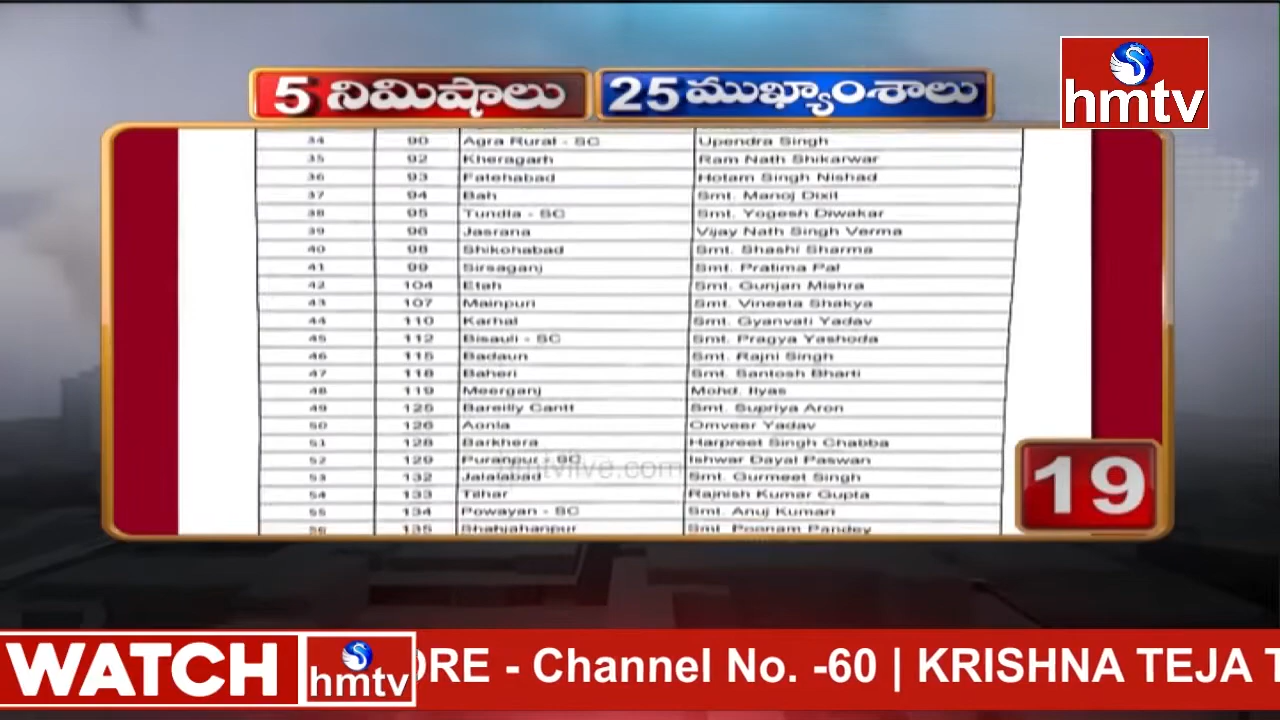 5 నిమిషాలు 25 ముఖ్యాంశాలు
hmtv
34 90 Agra Rural - SC Upendra Singh
35 92 Kheragarh Ram Nath Shikarwar
36 93 Fatehabad Hotam Singh Nishad
37 94 Bah Smt. Manoj Dixit
38 95 Tundla - SC Smt. Yogesh Diwakar
39 96 Jasrana Vijay Nath Singh Verma
40 98 Shikohabad Smt. Shashi Sharma
41 99 Sirsaganj Smt. Pratima Pal
42 104 Etah Smt. Gunjan Mishra
43 107 Mainpuri Smt. Vineeta Shakya
44 110 Karhal Smt. Gyanvati Yadav
45 112 Bisauli - SC Smt. Pragya Yashoda
46 115 Badaun Smt. Rajni Singh
47 118 Baheri Smt. Santosh Bharti
48 119 Meerganj Mohd. Ilyas
49 125 Bareilly Cantt Smt. Supriya Aron
50 126 Aonla Omveer Yadav
51 128 Barkhera Harpreet Singh Chabba
52 129 Puranpur - SC Ishwar Dayal Paswan
hmtvlive.com
53 132 Jalalabad Smt. Gurmeet Singh
54 133 Tilhar Rajnish Kumar Gupta
55 134 Powayan - SC Smt. Anuj Kumari
56 135 Shahjahanpur Smt. Poonam Pandey
19
WATCH hmtv ORE - Channel No. -60 | KRISHNA TEJA T